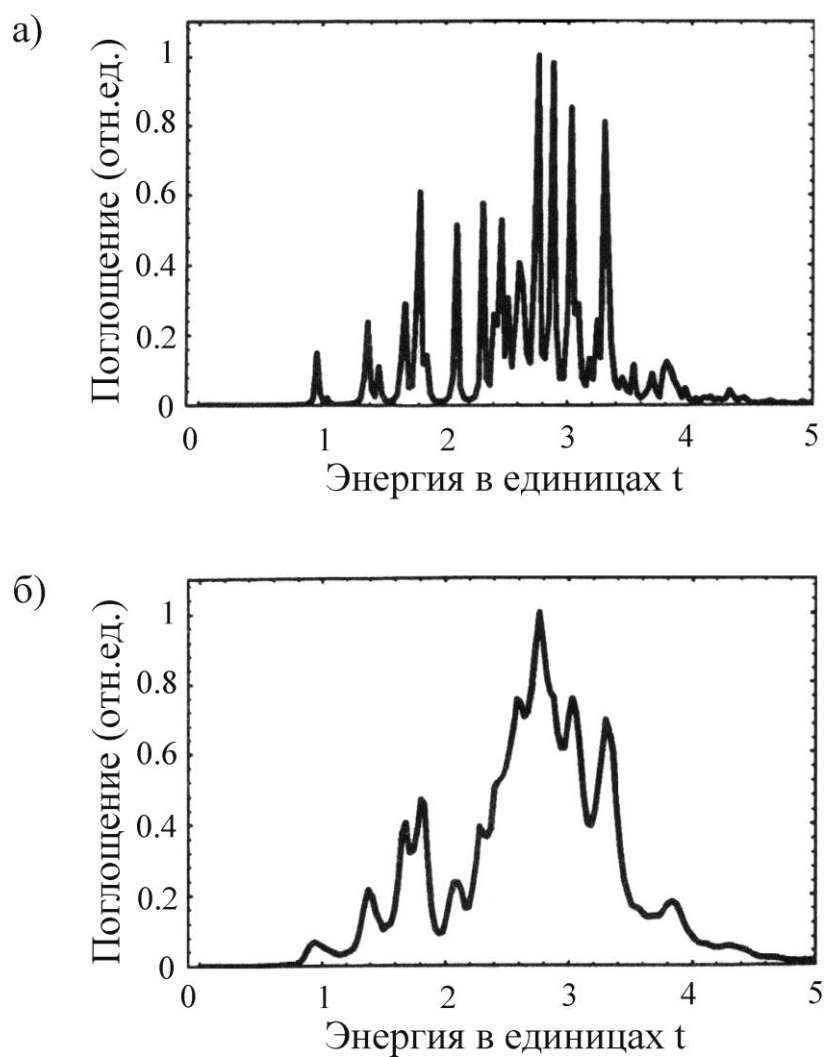 а)
Поглощение (отн.ед.)
1
0.8
0.6
0.4
0.2
0
0 1 2 3 4 5
Энергия в единицах t
б)
Поглощение (отн.ед.)
1
0.8
0.6
0.4
0.2
0
0 1 2 3 4 5
Энергия в единицах t